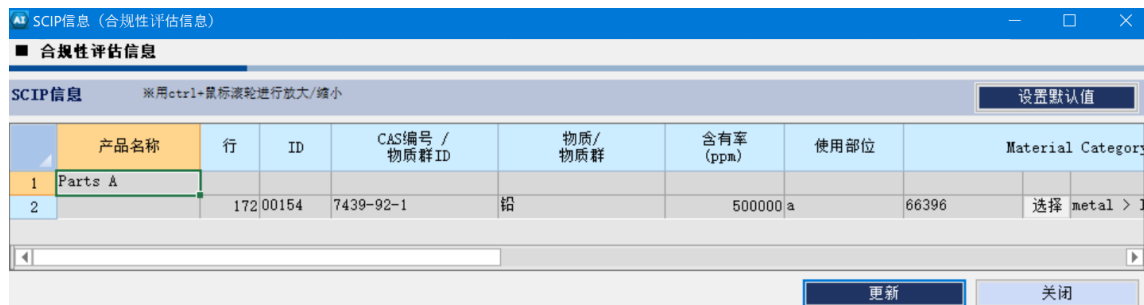 AI SCIP信息（合规性评估信息）
■ 合规性评估信息
SCIP信息 ※用ctrl+鼠标滚轮进行放大/缩小 设置默认值
产品名称 行 ID CAS编号 / 物质群ID 物质/ 物质群 含有率 (ppm) 使用部位 Material Category
1 Parts A
2 172 00154 7439-92-1 铅 500000 a 66396 选择 metal >
更新 关闭